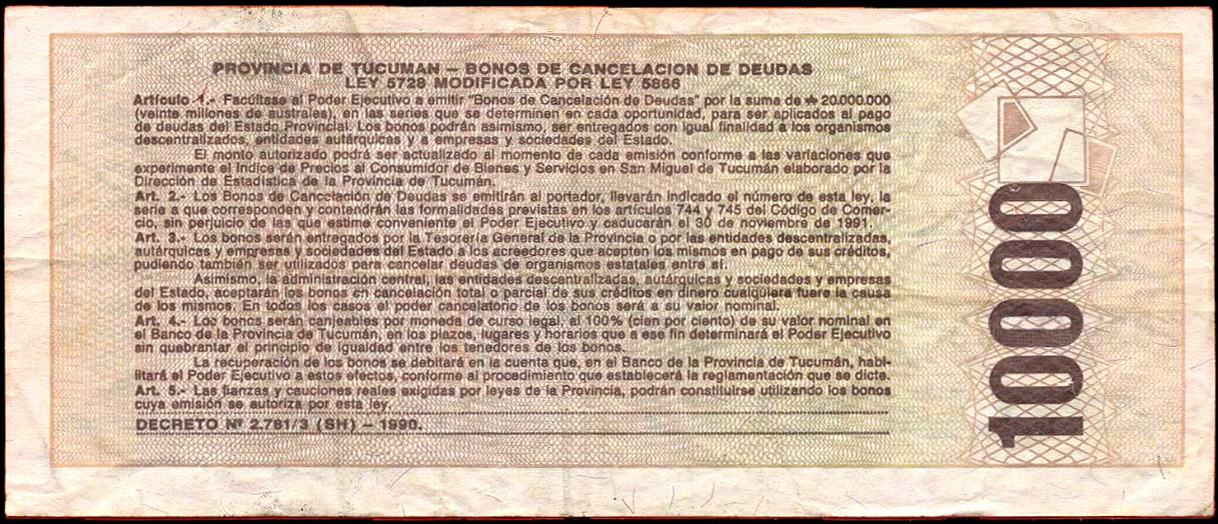 PROVINCIA DE TUCUMAN – BONOS DE CANCELACION DE DEUDAS
LEY 5728 MODIFICADA POR LEY 5866
Artículo 1.- Facúltase al Poder Ejecutivo a emitir "Bonos de Cancelación de Deudas" por la suma de ₳ 20.000.000
(veinte millones de australes), en las series que se determinen en cada oportunidad, para ser aplicados al pago
de deudas del Estado Provincial. Los bonos podrán asimismo, ser entregados con igual finalidad a los organismos
descentralizados, entidades autárquicas y a empresas y sociedades del Estado.
El monto autorizado podrá ser actualizado al momento de cada emisión conforme a las variaciones que
experimente el Indice de Precios al Consumidor de Bienes y Servicios en San Miguel de Tucumán elaborado por la
Dirección de Estadística de la Provincia de Tucumán.
Art. 2.- Los Bonos de Cancelación de Deudas se emitirán al portador, llevarán indicado el número de esta ley, la
serie a que corresponden y contendrán las formalidades previstas en los artículos 744 y 745 del Código de Comer-
cio, sin perjuicio de las que estime conveniente el Poder Ejecutivo y caducarán el 30 de noviembre de 1991.
Art. 3.- Los bonos serán entregados por la Tesorería General de la Provincia o por las entidades descentralizadas,
autárquicas y empresas y sociedades del Estado a los acreedores que acepten los mismos en pago de sus créditos,
pudiendo también ser utilizados para cancelar deudas de organismos estatales entre sí.
Asimismo, la administración central, las entidades descentralizadas, autárquicas y sociedades y empresas
del Estado, aceptarán los bonos en cancelación total o parcial de sus créditos en dinero cualquiera fuere la causa
de los mismos. En todos los casos el poder cancelatorio de los bonos será a su valor nominal.
Art. 4.- Los bonos serán canjeables por moneda de curso legal, al 100% (cien por ciento) de su valor nominal en
el Banco de la Provincia de Tucumán, en los plazos, lugares y horarios que a ese fin determinará el Poder Ejecutivo
sin quebrantar el principio de igualdad entre los tenedores de los bonos.
La recuperación de los bonos se debitará en la cuenta que, en el Banco de la Provincia de Tucumán, habi-
litará el Poder Ejecutivo a estos efectos, conforme al procedimiento que establecerá la reglamentación que se dicte.
Art. 5.- Las fianzas y cauciones reales exigidas por leyes de la Provincia, podrán constituirse utilizando los bonos
cuya emisión se autoriza por esta ley.
DECRETO Nº 2.781/3 (SH) – 1990.
10000